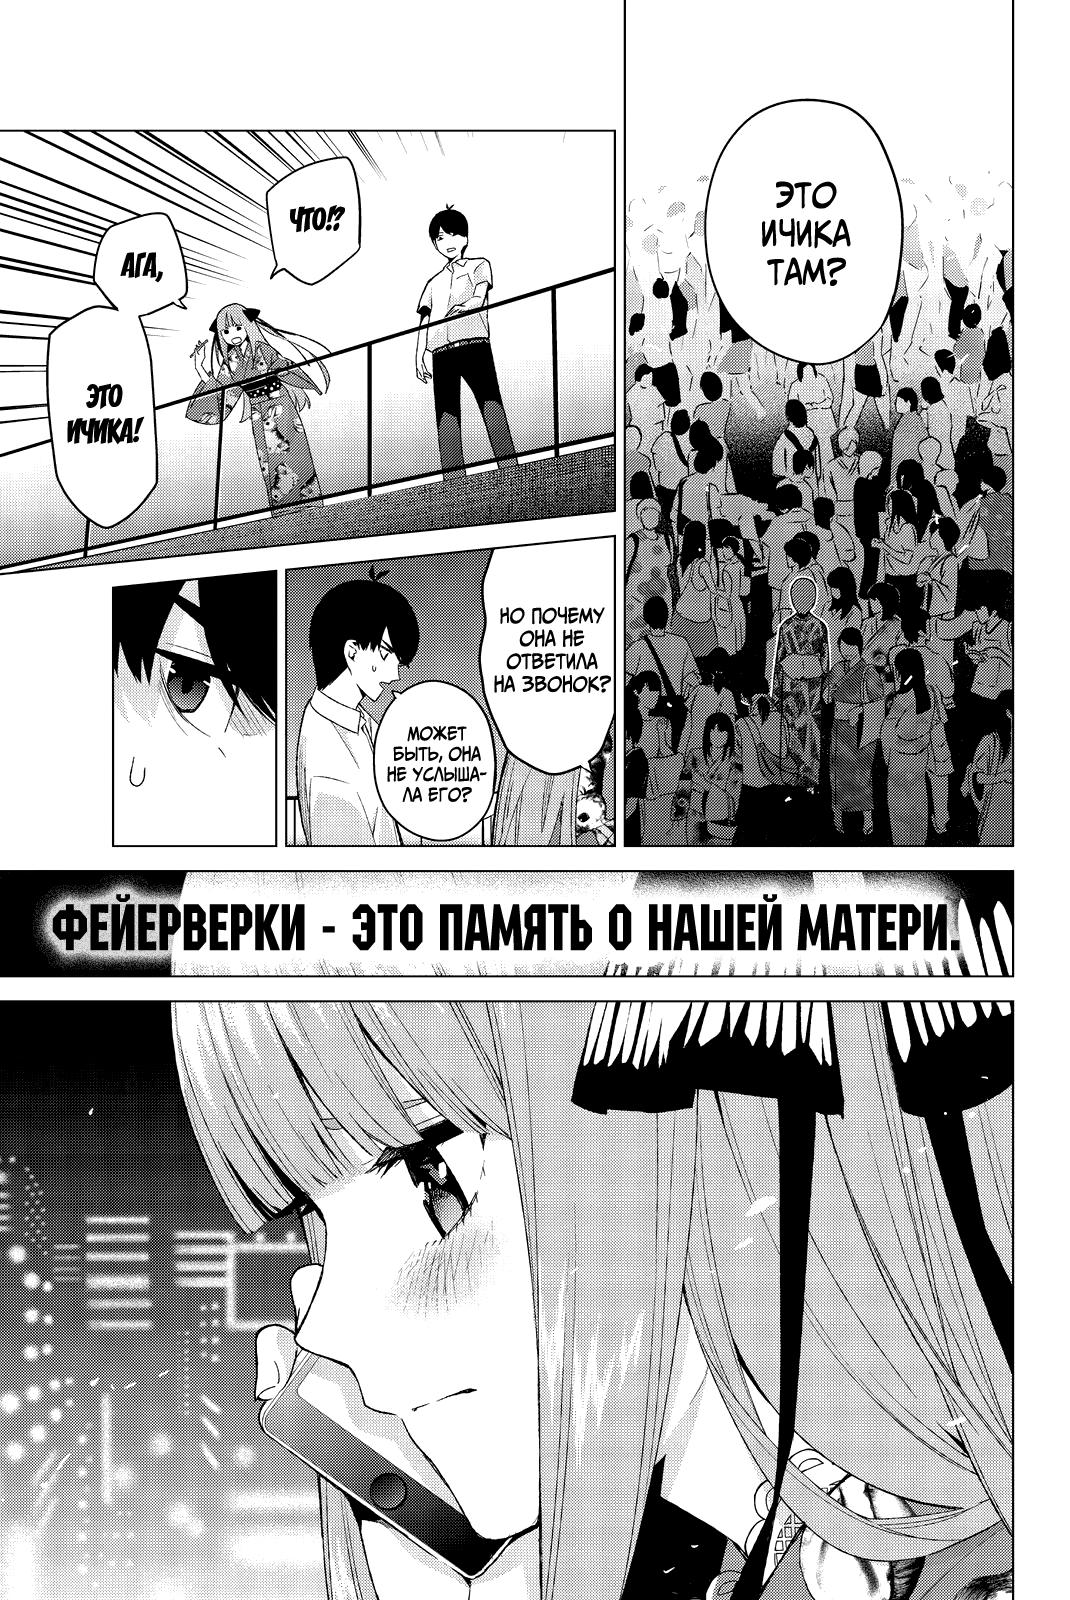 ЭТО
ИЧИКА
ТАМ?
ЧТО!?
АГА,
ЭТО
ИЧИКА!
НО ПОЧЕМУ
ОНА НЕ
ОТВЕТИЛА
НА ЗВОНОК?
МОЖЕТ
БЫТЬ, ОНА
НЕ УСЛЫША-
ЛА ЕГО?
ФЕЙЕРВЕРКИ - ЭТО ПАМЯТЬ О НАШЕЙ МАТЕРИ.